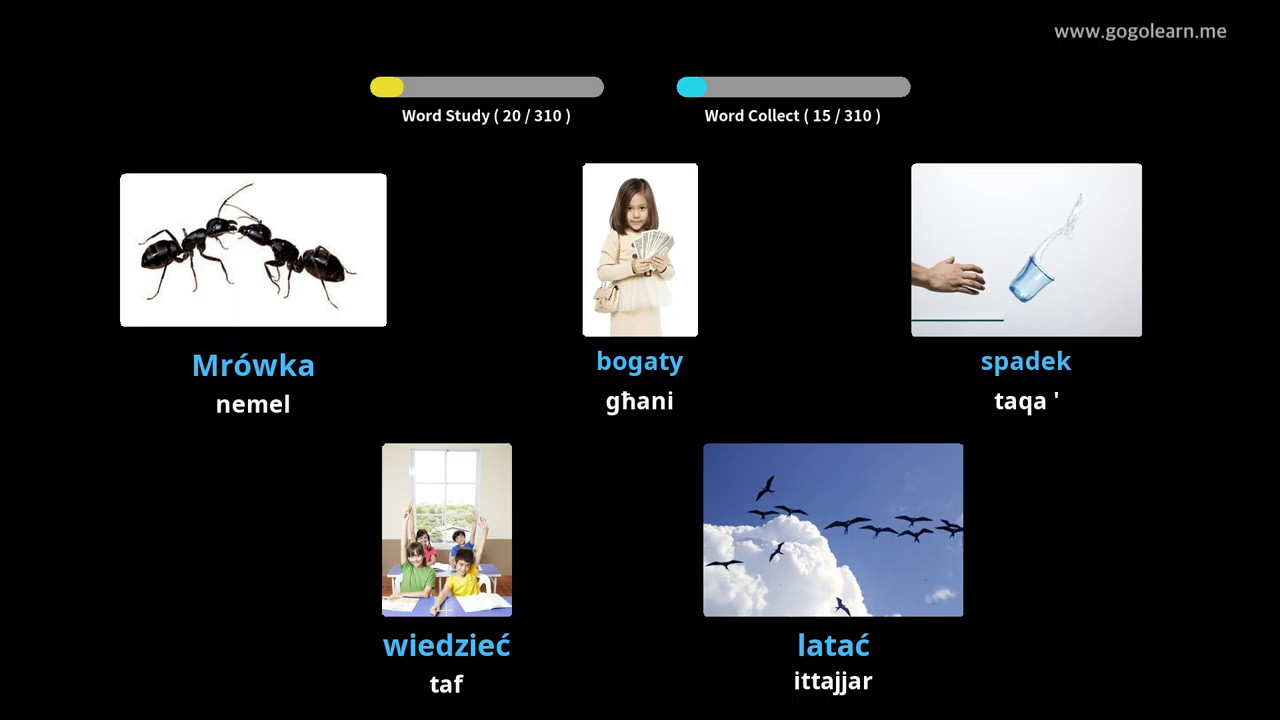 www.gogolearn.me
Word Study ( 20 / 310 )
Word Collect ( 15 / 310 )
Mrówka
nemel
bogaty
għani
spadek
taqa '
wiedzieć
taf
latać
ittajjar